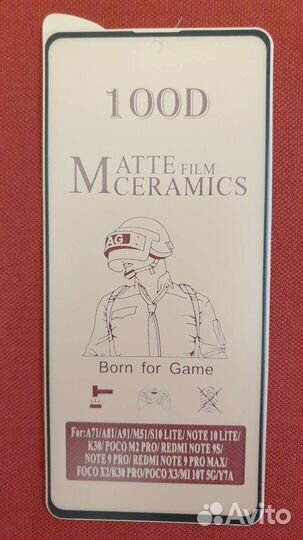 100D
MATTE FILM
CERAMICS
AG
Born for Game
For:A71/A81/A91/M51/S10 LITE/ NOTE 10 LITE/
K30/ POCO M2 PRO/ REDMI NOTE 9S/
NOTE 9 PRO/ REDMI NOTE 9 PRO MAX/
FOCO X2/K30 PRO/POCO X3/MI 10T 5G/Y7A
Avito